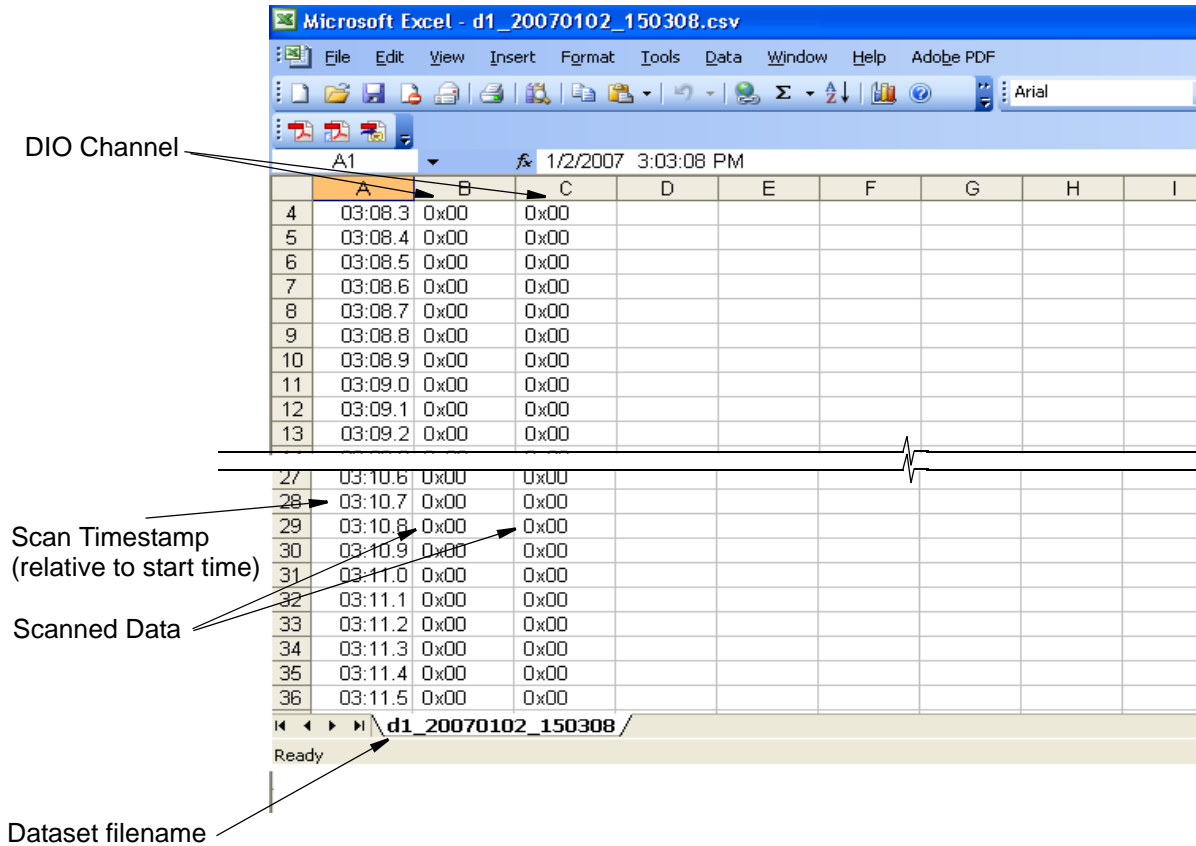 Microsoft Excel - d1_20070102_150308.csv
File Edit View Insert Format Tools Data Window Help Adobe PDF
Arial
DIO Channel
A1 fx 1/2/2007 3:03:08 PM
A B C D E F G H I
4 03:08.3 0x00 0x00
5 03:08.4 0x00 0x00
6 03:08.5 0x00 0x00
7 03:08.6 0x00 0x00
8 03:08.7 0x00 0x00
9 03:08.8 0x00 0x00
10 03:08.9 0x00 0x00
11 03:09.0 0x00 0x00
12 03:09.1 0x00 0x00
13 03:09.2 0x00 0x00
27 03:10.6 0x00 0x00
28 03:10.7 0x00 0x00
29 03:10.8 0x00 0x00
30 03:10.9 0x00 0x00
31 03:11.0 0x00 0x00
32 03:11.1 0x00 0x00
33 03:11.2 0x00 0x00
34 03:11.3 0x00 0x00
35 03:11.4 0x00 0x00
36 03:11.5 0x00 0x00
Scan Timestamp
(relative to start time)
Scanned Data
d1_20070102_150308
Ready
Dataset filename